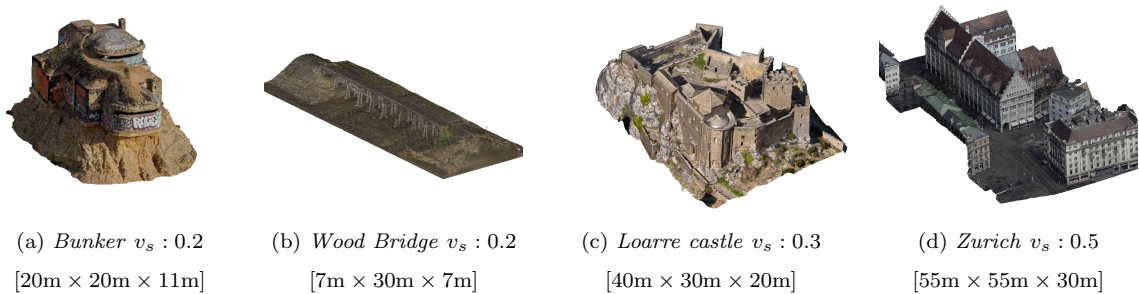 (a) Bunker v_s : 0.2
[20m × 20m × 11m]
(b) Wood Bridge v_s : 0.2
[7m × 30m × 7m]
(c) Loarre castle v_s : 0.3
[40m × 30m × 20m]
(d) Zurich v_s : 0.5
[55m × 55m × 30m]